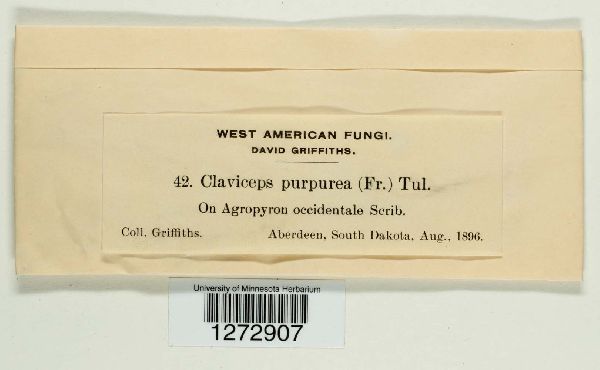 WEST AMERICAN FUNGI.
DAVID GRIFFITHS.
42. Claviceps purpurea (Fr.) Tul.
On Agropyron occidentale Scrib.
Coll. Griffiths. Aberdeen, South Dakota, Aug., 1896.
University of Minnesota Herbarium
1272907